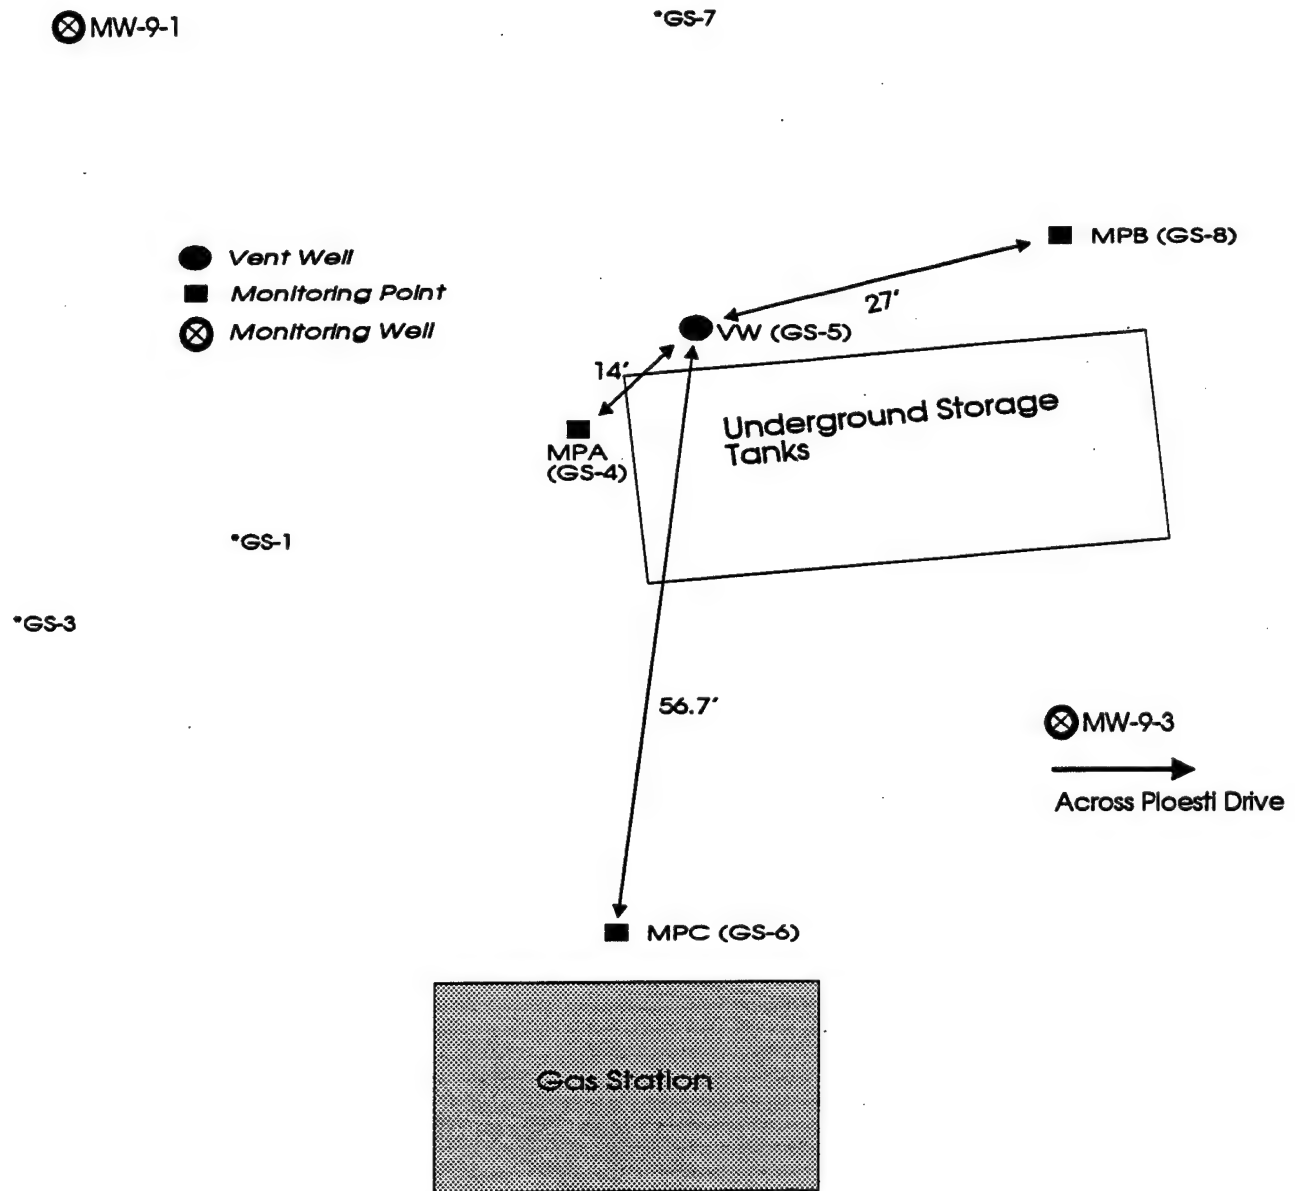 MW-9-1
*GS-7
Vent Well
Monitoring Point
Monitoring Well
MPB (GS-8)
27'
VW (GS-5)
14'
Underground Storage
Tanks
MPA
(GS-4)
*GS-1
*GS-3
56.7'
MW-9-3
Across Ploesti Drive
MPC (GS-6)
Gas Station